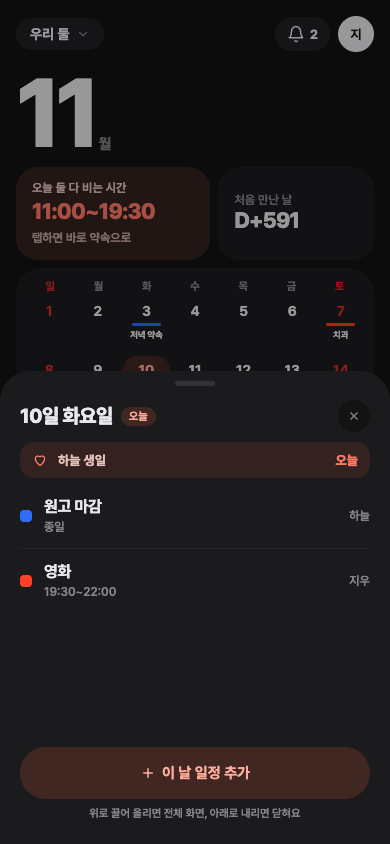 우리 둘
2
지
11월
오늘 둘 다 비는 시간
11:00~19:30
탭하면 바로 약속으로
처음 만난 날
D+591
일 월 화 수 목 금 토
1 2 3 4 5 6 7
저녁 약속 치과
8 9 10 11 12 13 14
10일 화요일 오늘
하늘 생일 오늘
원고 마감
종일
하늘
영화
19:30~22:00
지우
+ 이 날 일정 추가
위로 끌어 올리면 전체 화면, 아래로 내리면 닫혀요